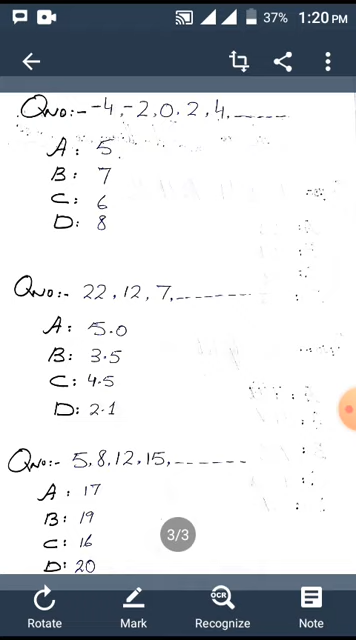 37% 1:20 PM
Qno:- -4,-2,0,2,4,------
A: 5
B: 7
C: 6
D: 8
Qno:- 22,12,7,---------
A: 5.0
B: 3.5
C: 4.5
D: 2.1
Qno:- 5,8,12,15,---------
A: 17
B: 19
C: 16
D: 20
3/3
OCR
Rotate Mark Recognize Note